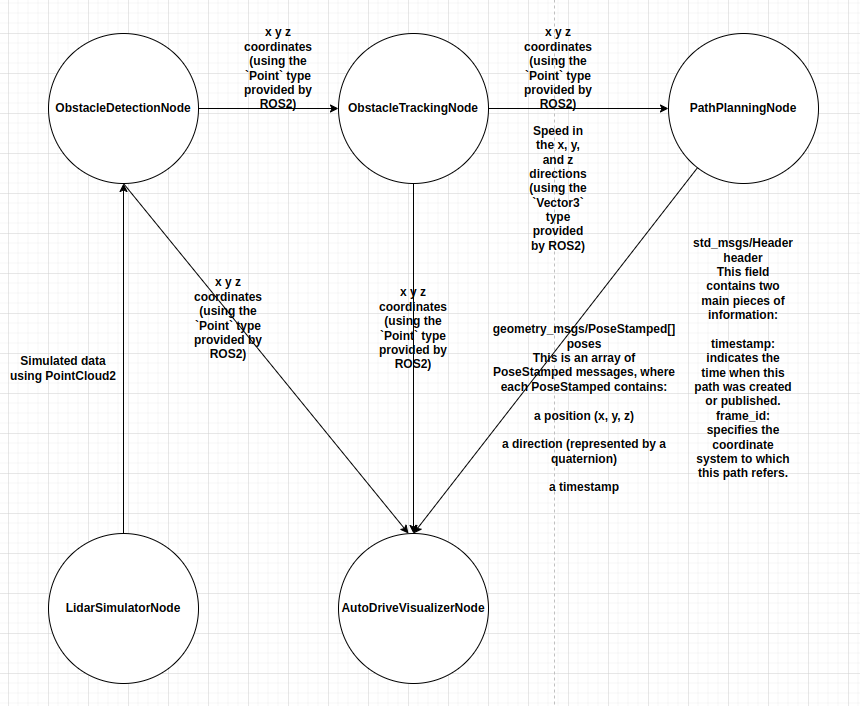 x y z
coordinates
(using the
`Point` type
provided by
ROS2)
x y z
coordinates
(using the
`Point` type
provided by
ROS2)
ObstacleDetectionNode
ObstacleTrackingNode
PathPlanningNode
Speed in
the x, y,
and z
directions
(using the
`Vector3`
type
provided
by ROS2)
x y z
coordinates
(using the
`Point` type
provided by
ROS2)
x y z
coordinates
(using the
`Point` type
provided by
ROS2)
std_msgs/Header
header
This field
contains two
main pieces of
information:
timestamp:
indicates the
time when this
path was created
or published.
frame_id:
specifies the
coordinate
system to which
this path refers.
geometry_msgs/PoseStamped[]
poses
This is an array of
PoseStamped messages, where
each PoseStamped contains:
a position (x, y, z)
a direction (represented by a
quaternion)
a timestamp
Simulated data
using PointCloud2
LidarSimulatorNode
AutoDriveVisualizerNode